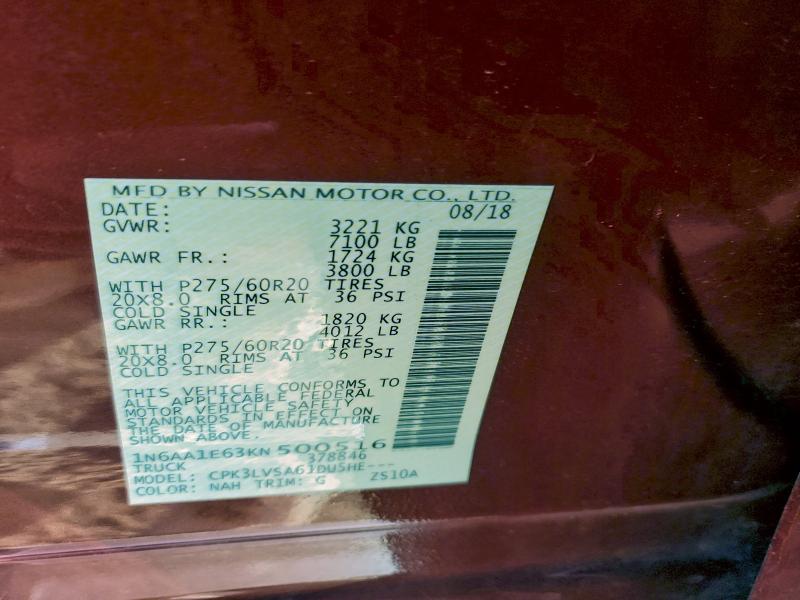 MFD BY NISSAN MOTOR CO., LTD.
DATE: 08/18
GVWR: 3221 KG
7100 LB
GAWR FR.: 1724 KG
3800 LB
WITH P275/60R20 TIRES
20X8.0 RIMS AT 36 PSI
COLD SINGLE
GAWR RR.: 1820 KG
4012 LB
WITH P275/60R20 TIRES
20X8.0 RIMS AT 36 PSI
COLD SINGLE
THIS VEHICLE CONFORMS TO
ALL APPLICABLE FEDERAL
MOTOR VEHICLE SAFETY
STANDARDS IN EFFECT ON
THE DATE OF MANUFACTURE
SHOWN ABOVE.
1N6AA1E63KN500516
378846
TRUCK
MODEL: CPK3LVSA61DU5HE--- ZS10A
COLOR: NAH TRIM: G